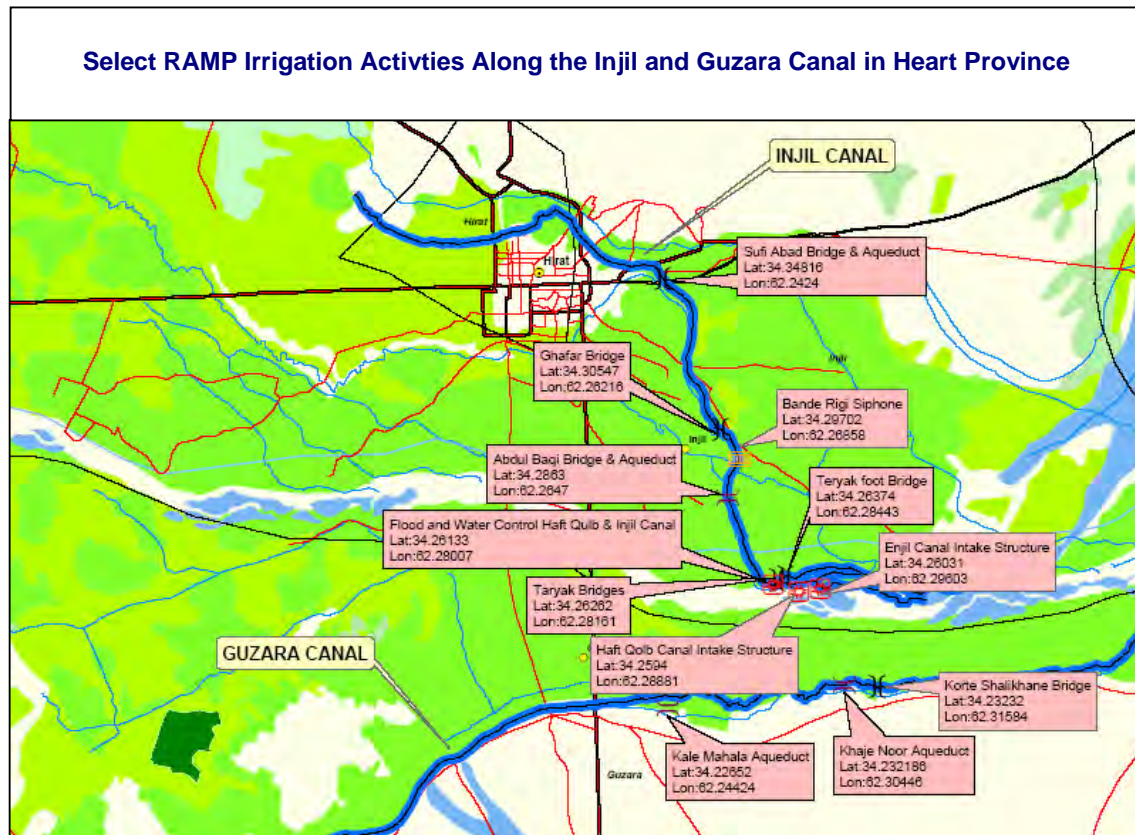 Select RAMP Irrigation Activties Along the Injil and Guzara Canal in Heart Province
INJIL CANAL
Hirat
Hirat
Sufi Abad Bridge & Aqueduct
Lat:34.34816
Lon:62.2424
Ghafar Bridge
Lat:34.30547
Lon:62.26216
Injil
Bande Rigi Siphone
Lat:34.29702
Lon:62.26858
Injil
Abdul Baqi Bridge & Aqueduct
Lat:34.2863
Lon:62.2647
Teryak foot Bridge
Lat:34.26374
Lon:62.28443
Flood and Water Control Haft Qulb & Injil Canal
Lat:34.26133
Lon:62.28007
Enjil Canal Intake Structure
Lat:34.26031
Lon:62.29603
Taryak Bridges
Lat:34.26262
Lon:62.28161
GUZARA CANAL
Haft Qolb Canal Intake Structure
Lat:34.2594
Lon:62.28881
Korte Shalikhane Bridge
Lat:34.23232
Lon:62.31584
Kale Mahala Aqueduct
Lat:34.22652
Lon:62.24424
Khaje Noor Aqueduct
Lat:34.232186
Lon:62.30446
Guzara